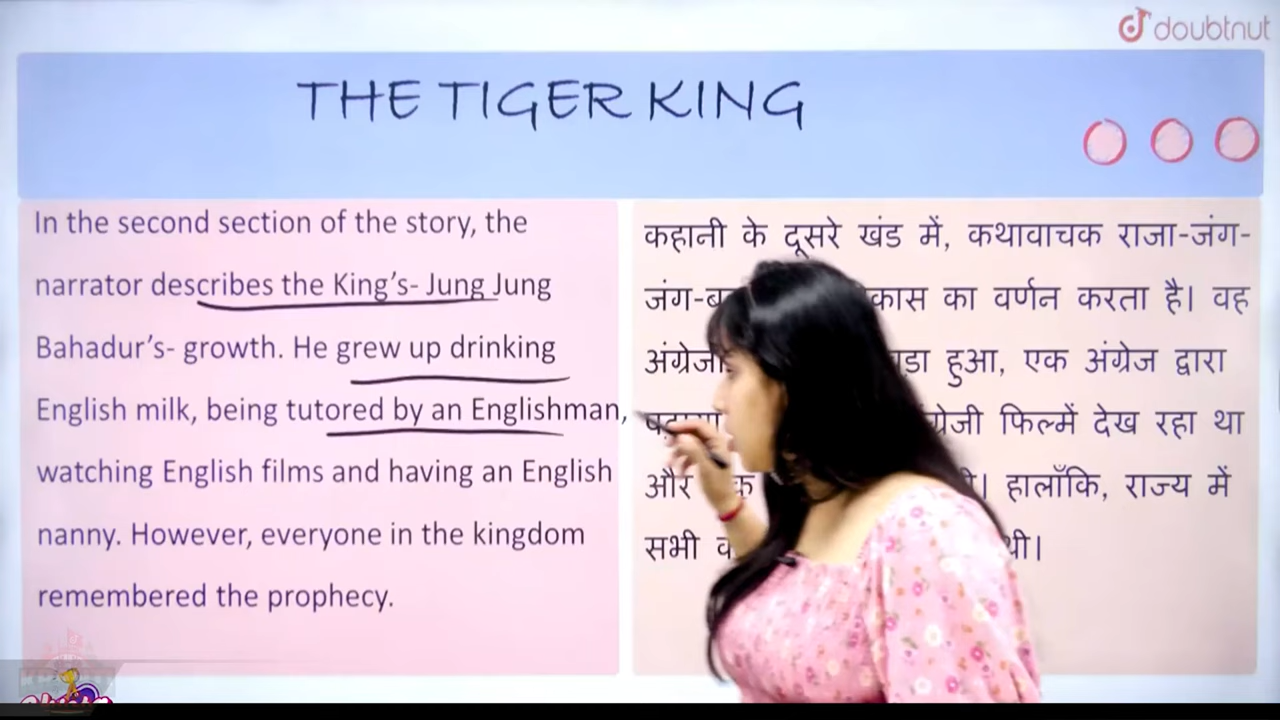 doubtnut
THE TIGER KING
In the second section of the story, the
narrator describes the King's- Jung Jung
Bahadur's- growth. He grew up drinking
English milk, being tutored by an Englishman,
watching English films and having an English
nanny. However, everyone in the kingdom
remembered the prophecy.
कहानी के दूसरे खंड में, कथावाचक राजा-जंग-
का वर्णन करता है। वह
हुआ, एक अंग्रेज द्वारा
फिल्में देख रहा था
और हालाँकि, राज्य में
सभी